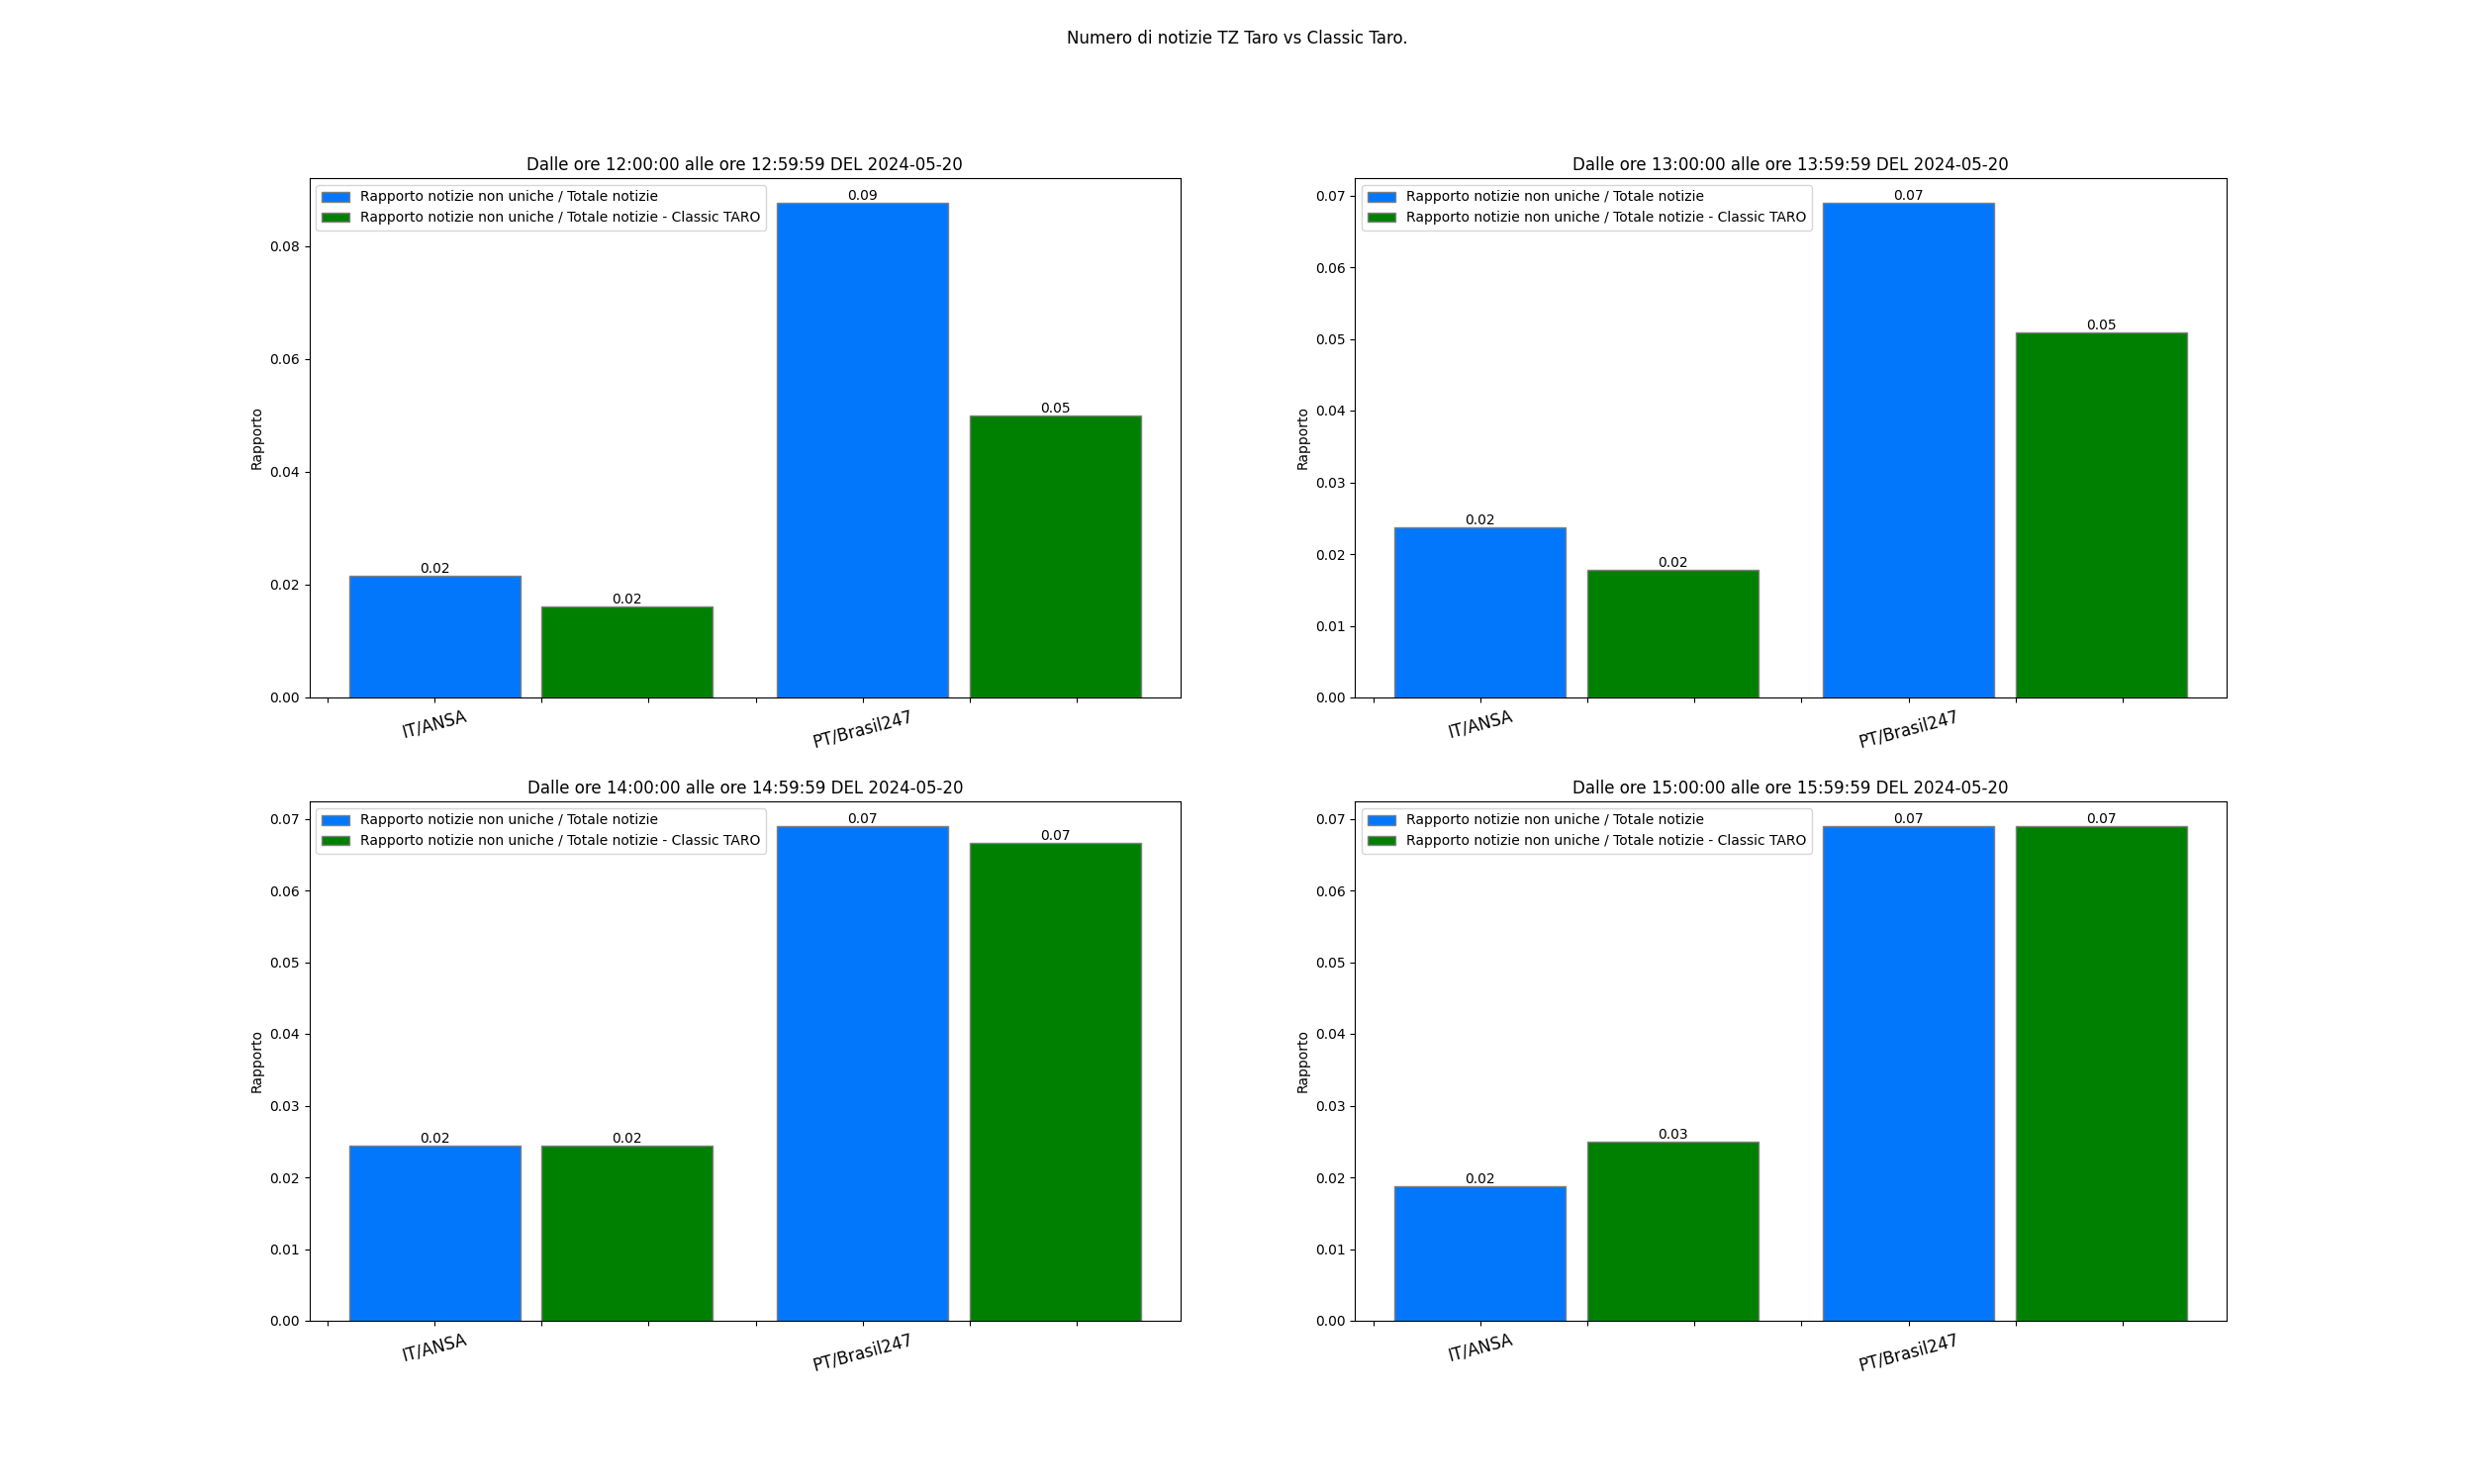 Numero di notizie TZ Taro vs Classic Taro.
Dalle ore 12:00:00 alle ore 12:59:59 DEL 2024-05-20
Rapporto notizie non uniche / Totale notizie
Rapporto notizie non uniche / Totale notizie - Classic TARO
Rapporto
0.08
0.06
0.04
0.02
0.00
0.02
0.02
0.09
0.05
IT/ANSA
PT/Brasil247
Dalle ore 13:00:00 alle ore 13:59:59 DEL 2024-05-20
Rapporto notizie non uniche / Totale notizie
Rapporto notizie non uniche / Totale notizie - Classic TARO
Rapporto
0.07
0.06
0.05
0.04
0.03
0.02
0.01
0.00
0.02
0.02
0.07
0.05
IT/ANSA
PT/Brasil247
Dalle ore 14:00:00 alle ore 14:59:59 DEL 2024-05-20
Rapporto notizie non uniche / Totale notizie
Rapporto notizie non uniche / Totale notizie - Classic TARO
Rapporto
0.07
0.06
0.05
0.04
0.03
0.02
0.01
0.00
0.02
0.02
0.07
0.07
IT/ANSA
PT/Brasil247
Dalle ore 15:00:00 alle ore 15:59:59 DEL 2024-05-20
Rapporto notizie non uniche / Totale notizie
Rapporto notizie non uniche / Totale notizie - Classic TARO
Rapporto
0.07
0.06
0.05
0.04
0.03
0.02
0.01
0.00
0.02
0.03
0.07
0.07
IT/ANSA
PT/Brasil247